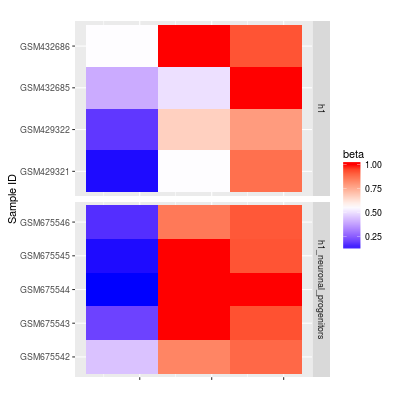 Sample ID
GSM432686
GSM432685
GSM429322
GSM429321
h1
GSM675546
GSM675545
GSM675544
GSM675543
GSM675542
h1_neuronal_progenitors
beta
1.00
0.75
0.50
0.25